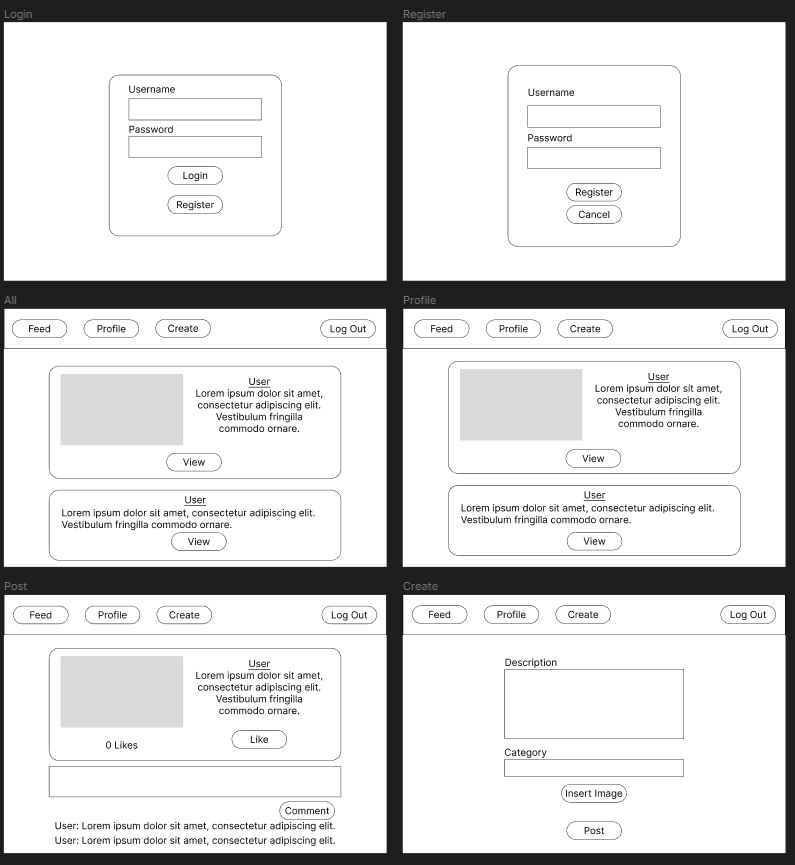 Login
Username
Password
Login
Register
Register
Username
Password
Register
Cancel
All
Feed Profile Create Log Out
User
Lorem ipsum dolor sit amet,
consectetur adipiscing elit.
Vestibulum fringilla
commodo ornare.
View
User
Lorem ipsum dolor sit amet, consectetur adipiscing elit.
Vestibulum fringilla commodo ornare.
View
Profile
Feed Profile Create Log Out
User
Lorem ipsum dolor sit amet,
consectetur adipiscing elit.
Vestibulum fringilla
commodo ornare.
View
User
Lorem ipsum dolor sit amet, consectetur adipiscing elit.
Vestibulum fringilla commodo ornare.
View
Post
Feed Profile Create Log Out
User
Lorem ipsum dolor sit amet,
consectetur adipiscing elit.
Vestibulum fringilla
commodo ornare.
0 Likes Like
Comment
User: Lorem ipsum dolor sit amet, consectetur adipiscing elit.
User: Lorem ipsum dolor sit amet, consectetur adipiscing elit.
Create
Feed Profile Create Log Out
Description
Category
Insert Image
Post